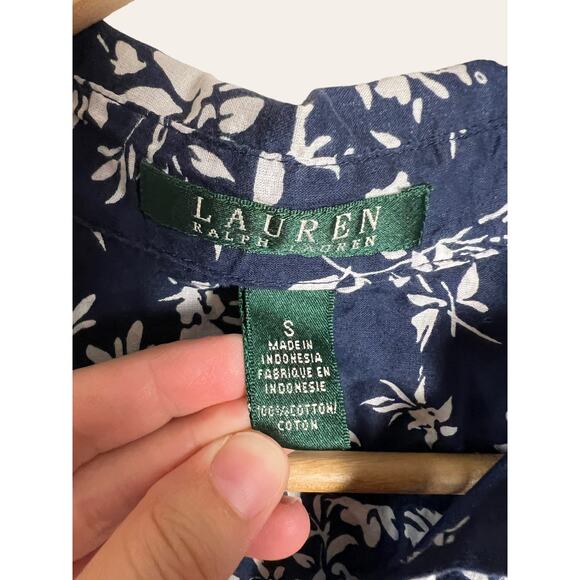 LAUREN
RALPH LAUREN
S
MADE IN
INDONESIA
FABRIQUE EN
INDONESIE
100% COTTON/
COTON